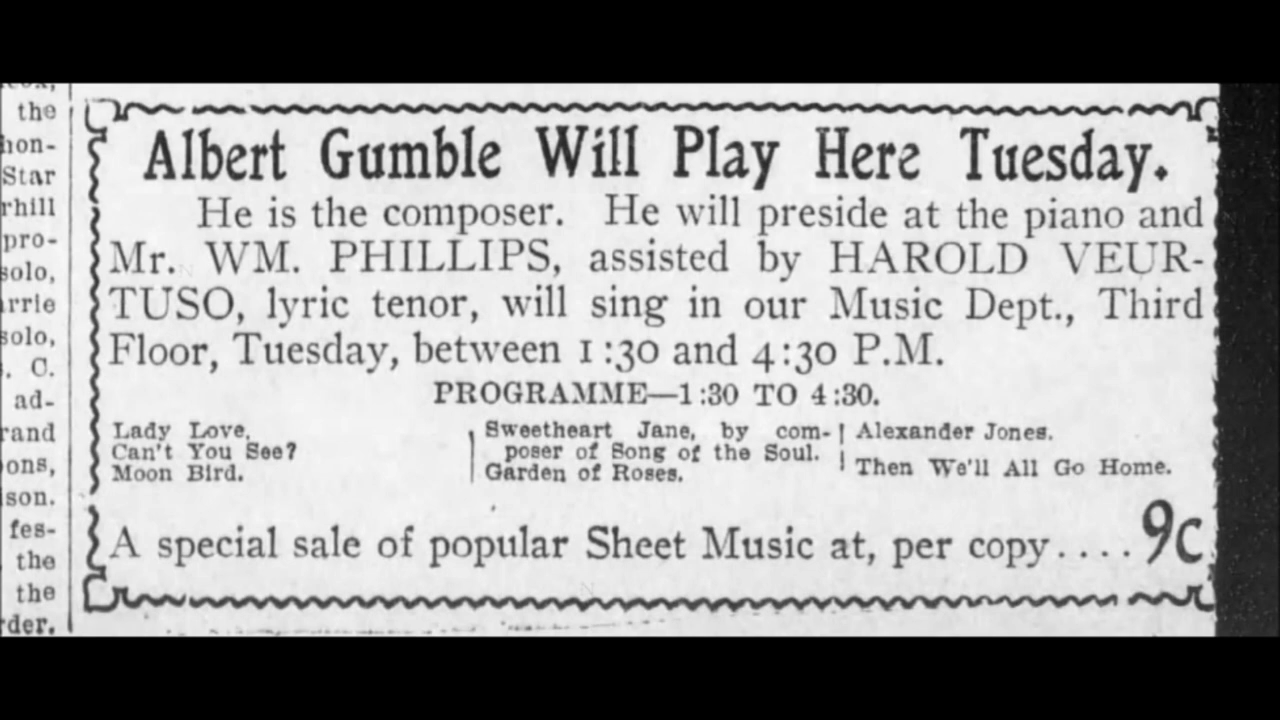 the
hon-
Star
rhill
pro-
solo,
rrie
solo,
. C.
ad-
rand
ons,
son.
fes-
the
the
der.
Albert Gumble Will Play Here Tuesday.
He is the composer. He will preside at the piano and
Mr. WM. PHILLIPS, assisted by HAROLD VEUR-
TUSO, lyric tenor, will sing in our Music Dept., Third
Floor, Tuesday, between 1:30 and 4:30 P.M.
PROGRAMME—1:30 TO 4:30.
Lady Love.
Can't You See?
Moon Bird.
Sweetheart Jane, by com-
poser of Song of the Soul.
Garden of Roses.
Alexander Jones.
Then We'll All Go Home.
A special sale of popular Sheet Music at, per copy....9c